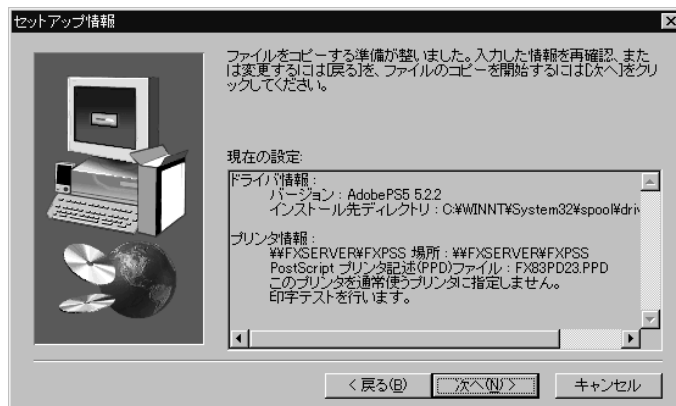 セットアップ情報
ファイルをコピーする準備が整いました。入力した情報を再確認、また
は変更するには[戻る]を、ファイルのコピーを開始するには[次へ]をクリ
ックしてください。
現在の設定:
ドライバ情報:
バージョン:AdobePS5 5.2.2
インストール先ディレクトリ:C:¥WINNT¥System32¥spool¥driv
プリンタ情報:
¥¥FXSERVER¥FXPSS 場所:¥¥FXSERVER¥FXPSS
PostScript プリンタ記述(PPD)ファイル:FX83PD23.PPD
このプリンタを通常使うプリンタに指定しません。
印字テストを行います。
< 戻る(B) 次へ(N) > キャンセル